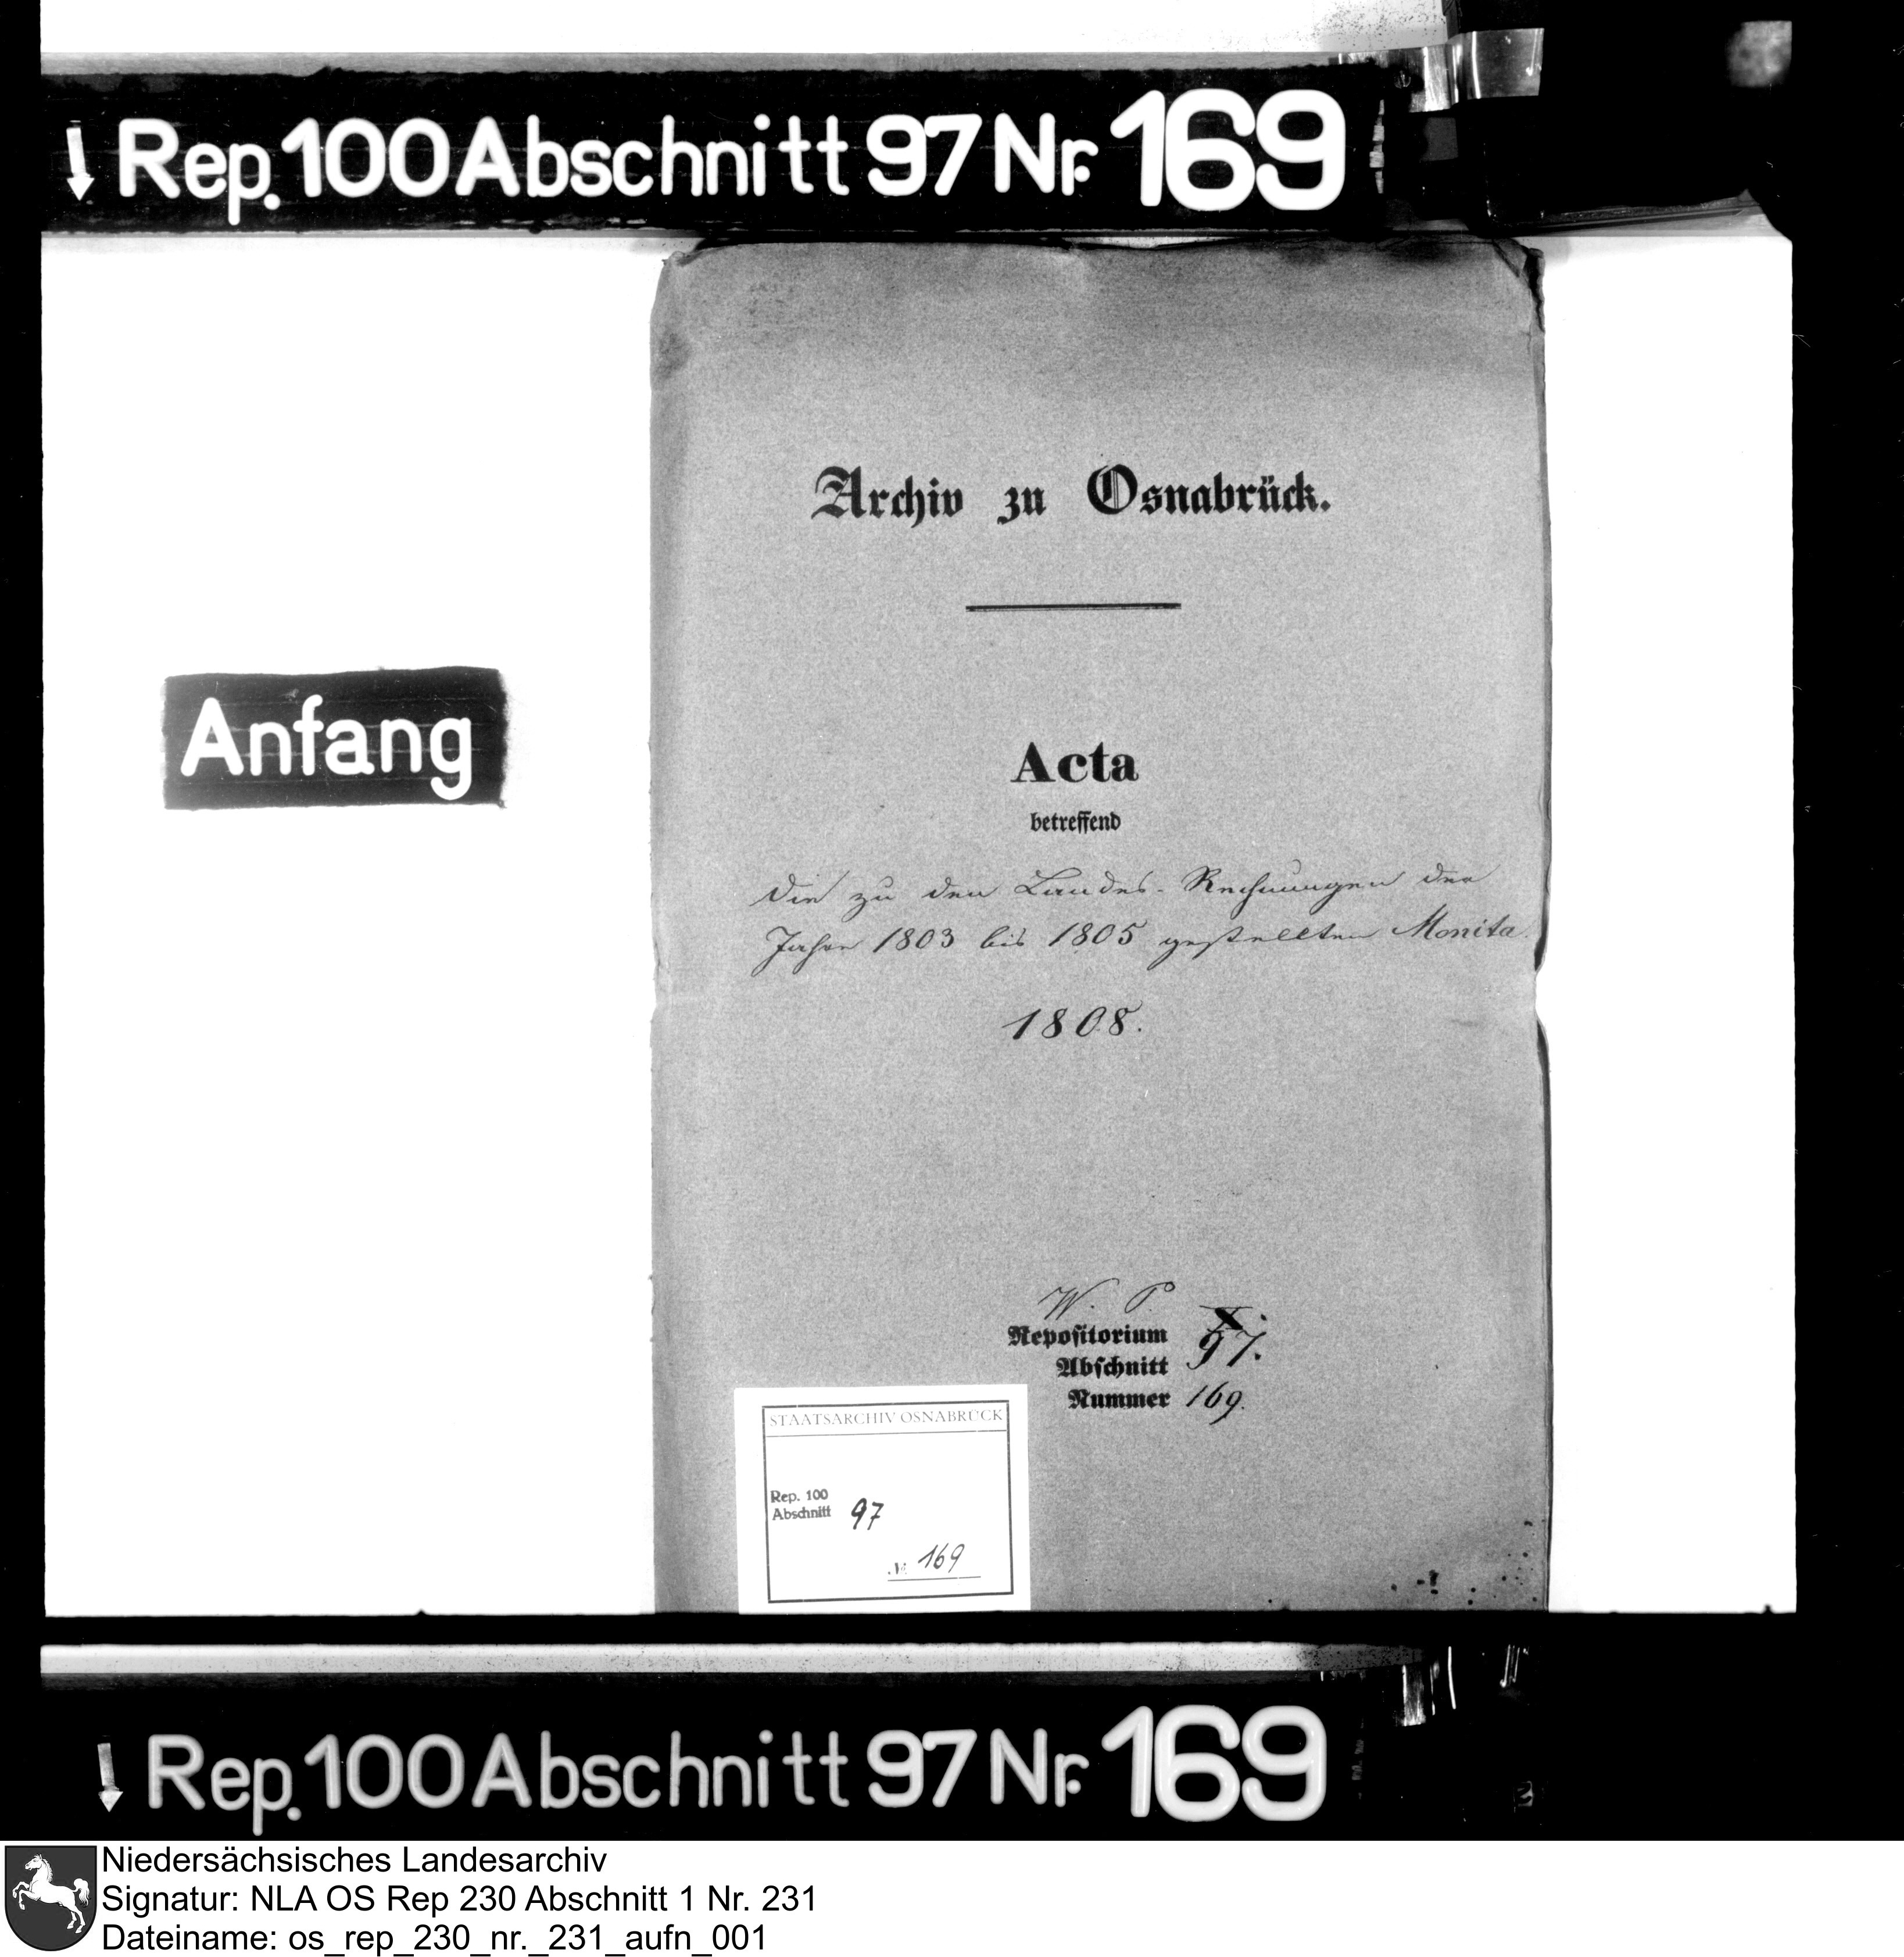 Rep. 100 Abschnitt 97 Nr. 169
Archiv zu Osnabrück.
Anfang
Acta
betreffend
Die zu den Landes-Rechnungen der
Jahre 1803 bis 1805 gestellten Monita.
1808.
W. P.
Repositorium
Abschnitt 97.
Nummer 169.
STAATSARCHIV OSNABRÜCK
Rep. 100
Abschnitt 97
№ 169
Rep. 100 Abschnitt 97 Nr. 169
Niedersächsisches Landesarchiv
Signatur: NLA OS Rep 230 Abschnitt 1 Nr. 231
Dateiname: os_rep_230_nr._231_aufn_001